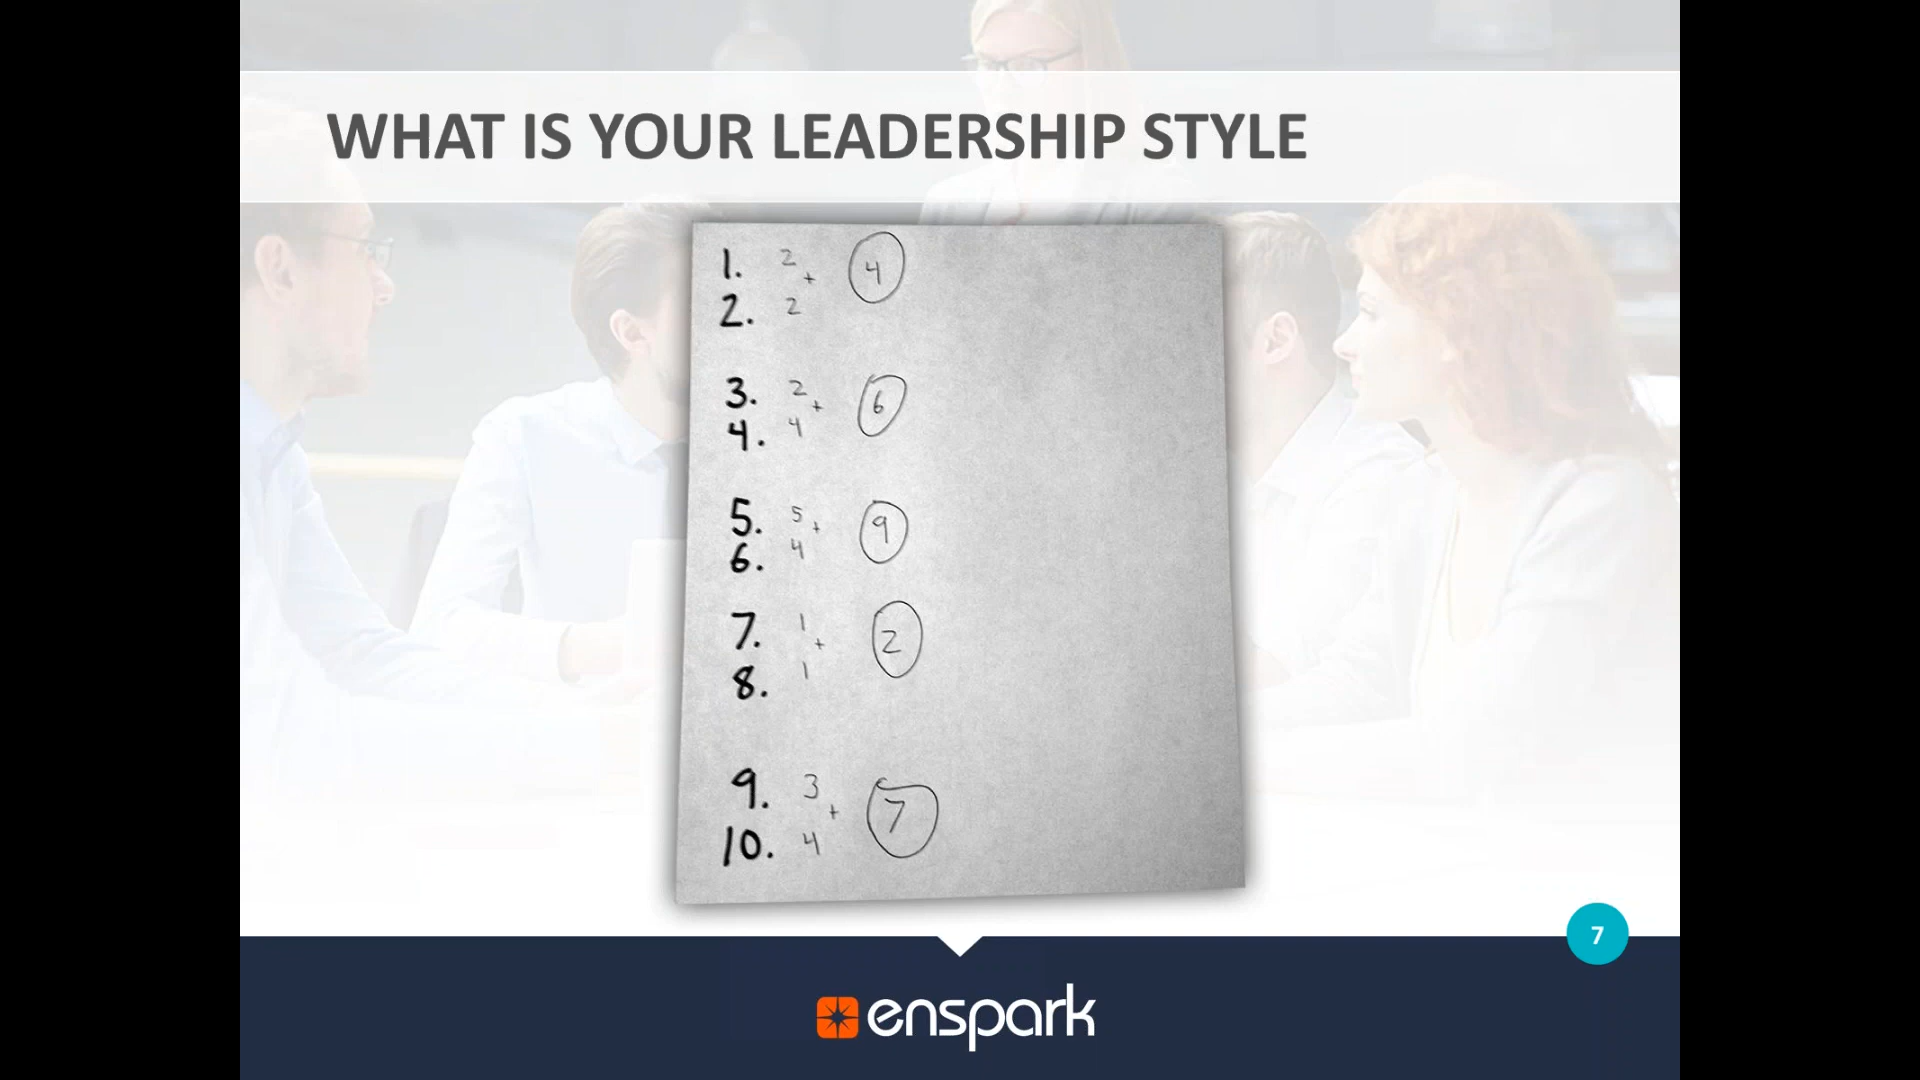 WHAT IS YOUR LEADERSHIP STYLE
1. 2 + 4
2. 2
3. 2 + 6
4. 4
5. 5 + 9
6. 4
7. 1 + 2
8. 1
9. 3 + 7
10. 4
7
enspark